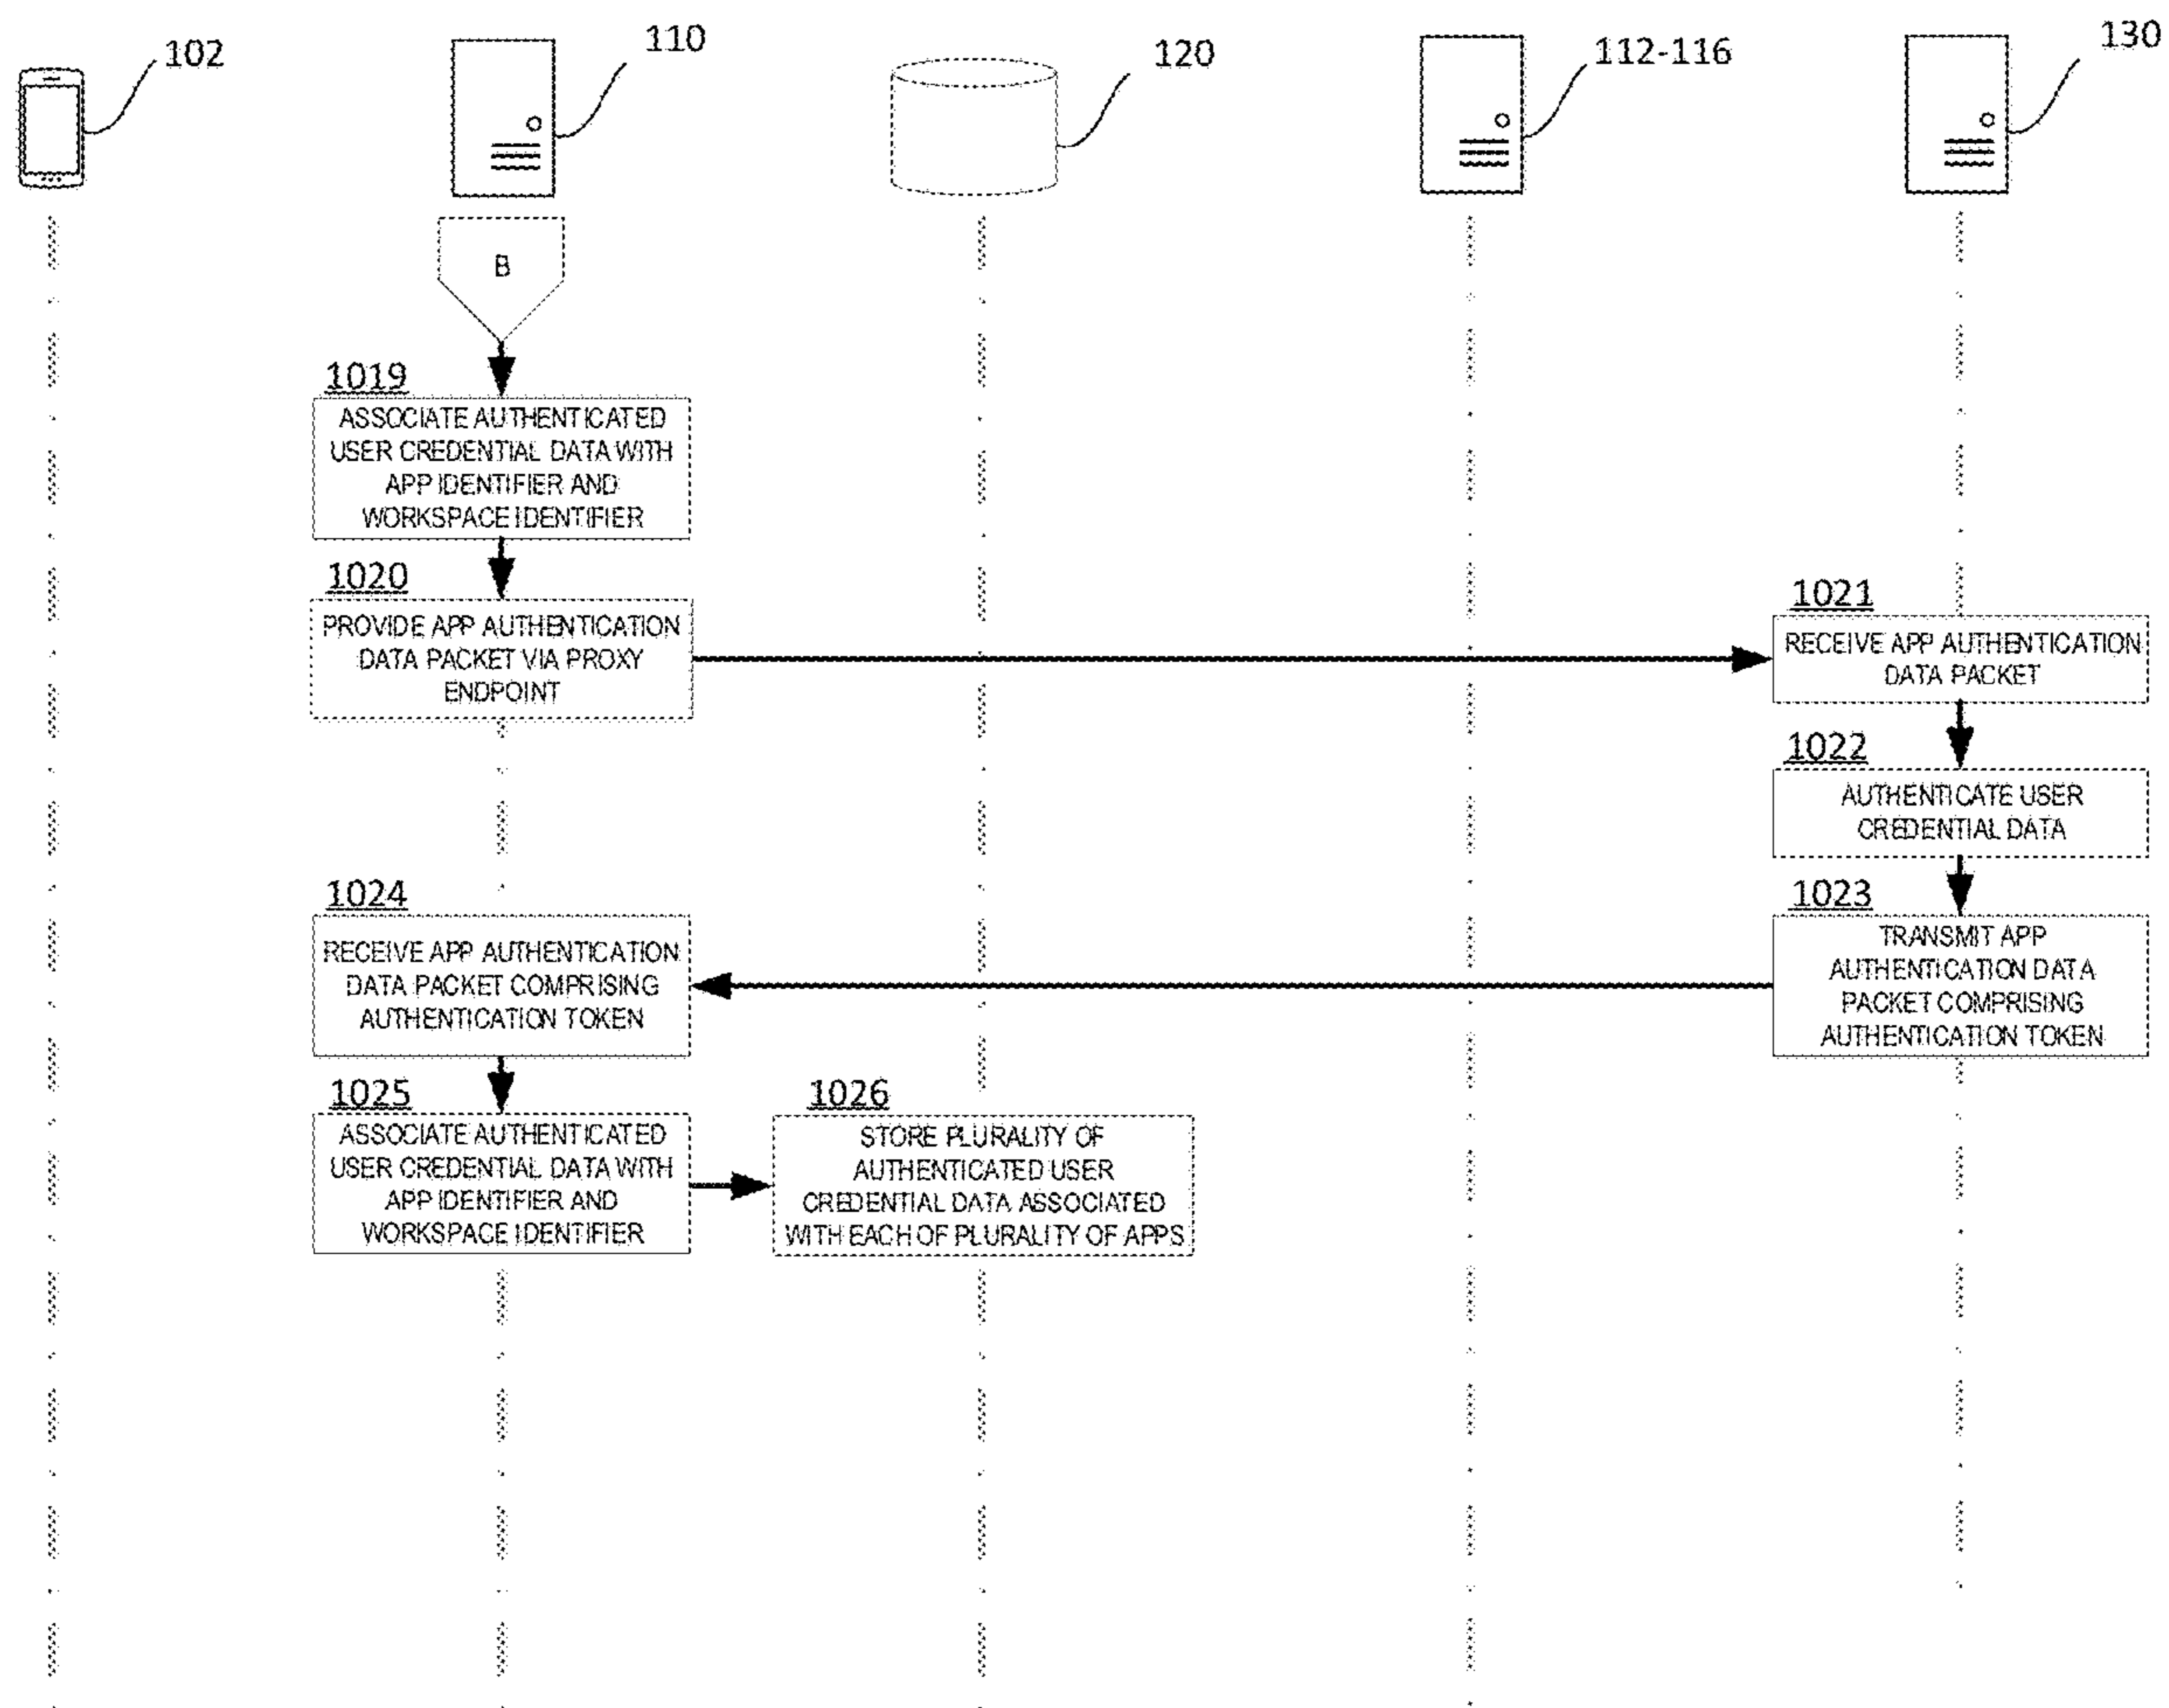 102
110
120
112-116
130
B
1019
ASSOCIATE AUTHENTICATED
USER CREDENTIAL DATA WITH
APP IDENTIFIER AND
WORKSPACE IDENTIFIER
1020
PROVIDE APP AUTHENTICATION
DATA PACKET VIA PROXY
ENDPOINT
1021
RECEIVE APP AUTHENTICATION
DATA PACKET
1022
AUTHENTICATE USER
CREDENTIAL DATA
1023
TRANSMIT APP
AUTHENTICATION DATA
PACKET COMPRISING
AUTHENTICATION TOKEN
1024
RECEIVE APP AUTHENTICATION
DATA PACKET COMPRISING
AUTHENTICATION TOKEN
1025
ASSOCIATE AUTHENTICATED
USER CREDENTIAL DATA WITH
APP IDENTIFIER AND
WORKSPACE IDENTIFIER
1026
STORE PLURALITY OF
AUTHENTICATED USER
CREDENTIAL DATA ASSOCIATED
WITH EACH OF PLURALITY OF APPS